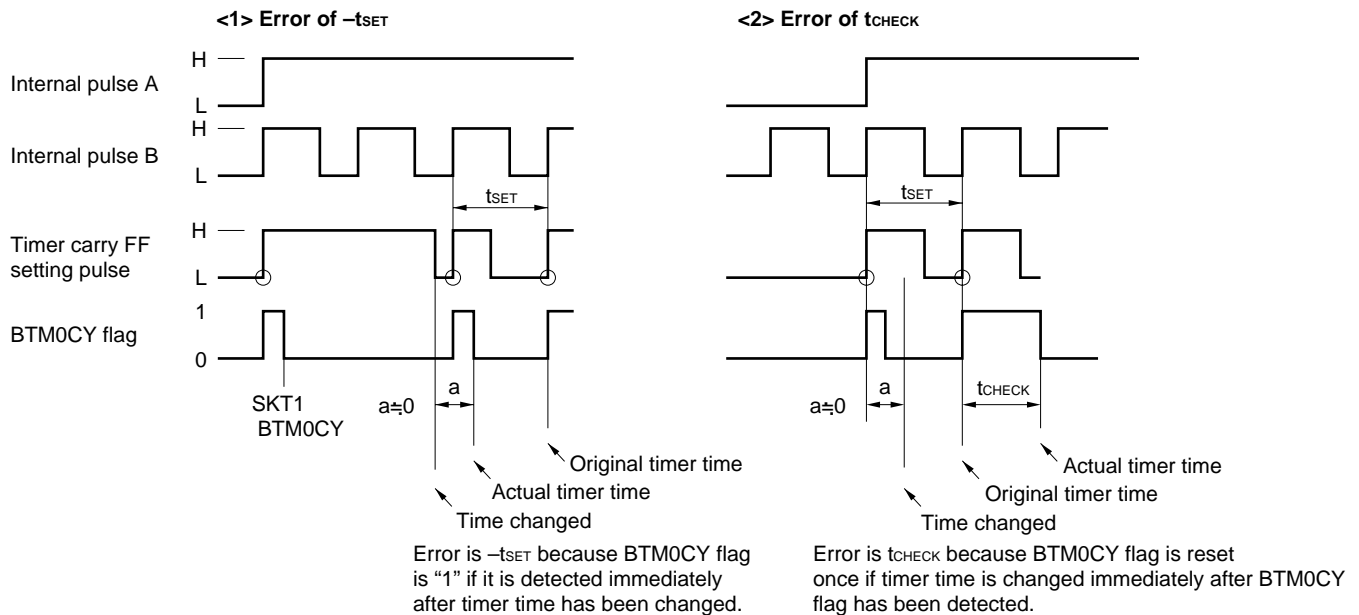 <1> Error of –tSET
<2> Error of tCHECK
Internal pulse A
H
L
Internal pulse B
H
L
tSET
tSET
Timer carry FF
setting pulse
H
L
BTM0CY flag
1
0
SKT1
BTM0CY
a≒0
a
a≒0
a
tCHECK
Original timer time
Actual timer time
Time changed
Actual timer time
Original timer time
Time changed
Error is –tSET because BTM0CY flag
is “1” if it is detected immediately
after timer time has been changed.
Error is tCHECK because BTM0CY flag is reset
once if timer time is changed immediately after BTM0CY
flag has been detected.